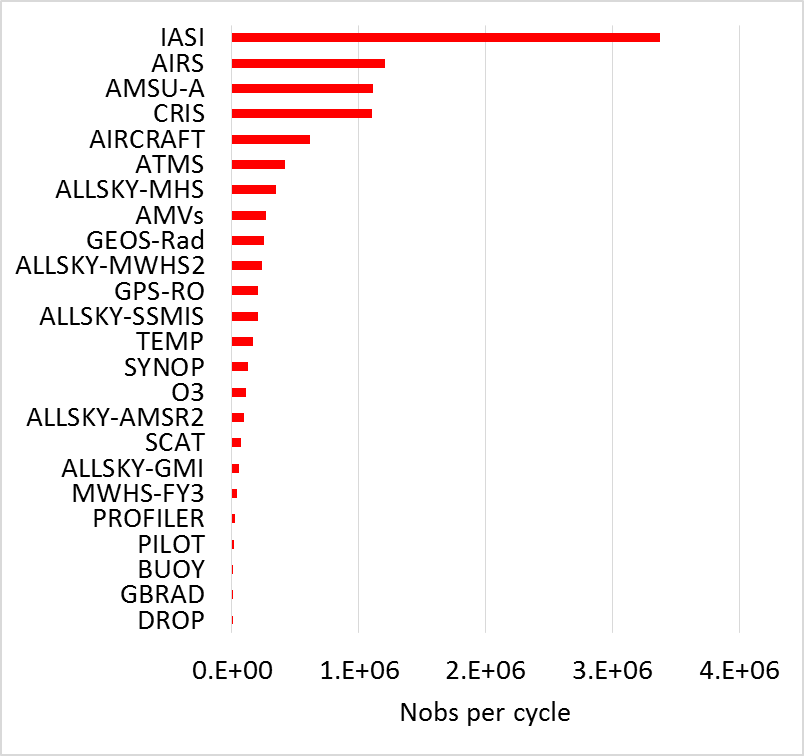 IASI
AIRS
AMSU-A
CRIS
AIRCRAFT
ATMS
ALLSKY-MHS
AMVs
GEOS-Rad
ALLSKY-MWHS2
GPS-RO
ALLSKY-SSMIS
TEMP
SYNOP
O3
ALLSKY-AMSR2
SCAT
ALLSKY-GMI
MWHS-FY3
PROFILER
PILOT
BUOY
GBRAD
DROP
0.E+00 1.E+06 2.E+06 3.E+06 4.E+06
Nobs per cycle